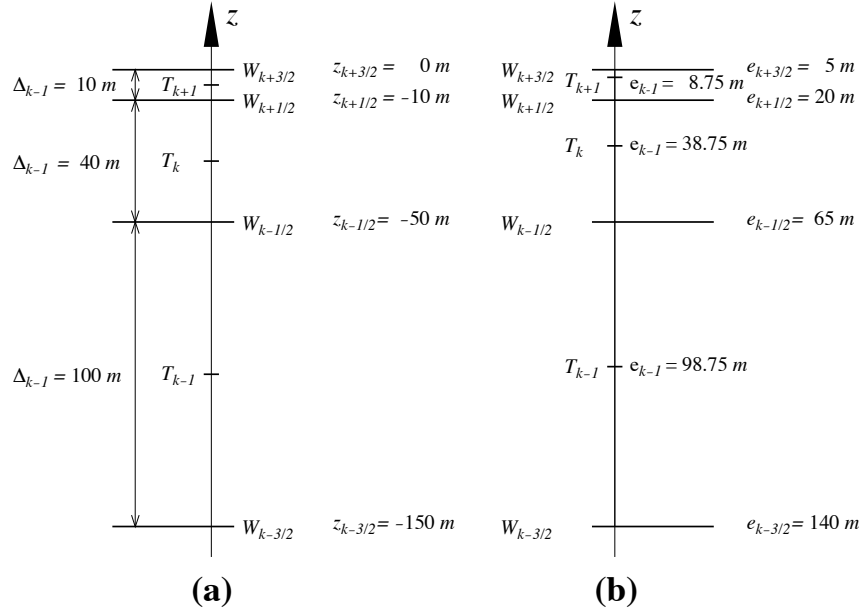 z
W_{k+3/2} z_{k+3/2} = 0 m
Δ_{k−1} = 10 m T_{k+1}
W_{k+1/2} z_{k+1/2} = −10 m
Δ_{k−1} = 40 m T_k
W_{k−1/2} z_{k−1/2} = −50 m
Δ_{k−1} = 100 m T_{k−1}
W_{k−3/2} z_{k−3/2} = −150 m
(a)
z
W_{k+3/2} e_{k+3/2} = 5 m
T_{k+1} e_{k-1} = 8.75 m
W_{k+1/2} e_{k+1/2} = 20 m
T_k e_{k−1} = 38.75 m
W_{k−1/2} e_{k−1/2} = 65 m
T_{k−1} e_{k−1} = 98.75 m
W_{k−3/2} e_{k−3/2} = 140 m
(b)